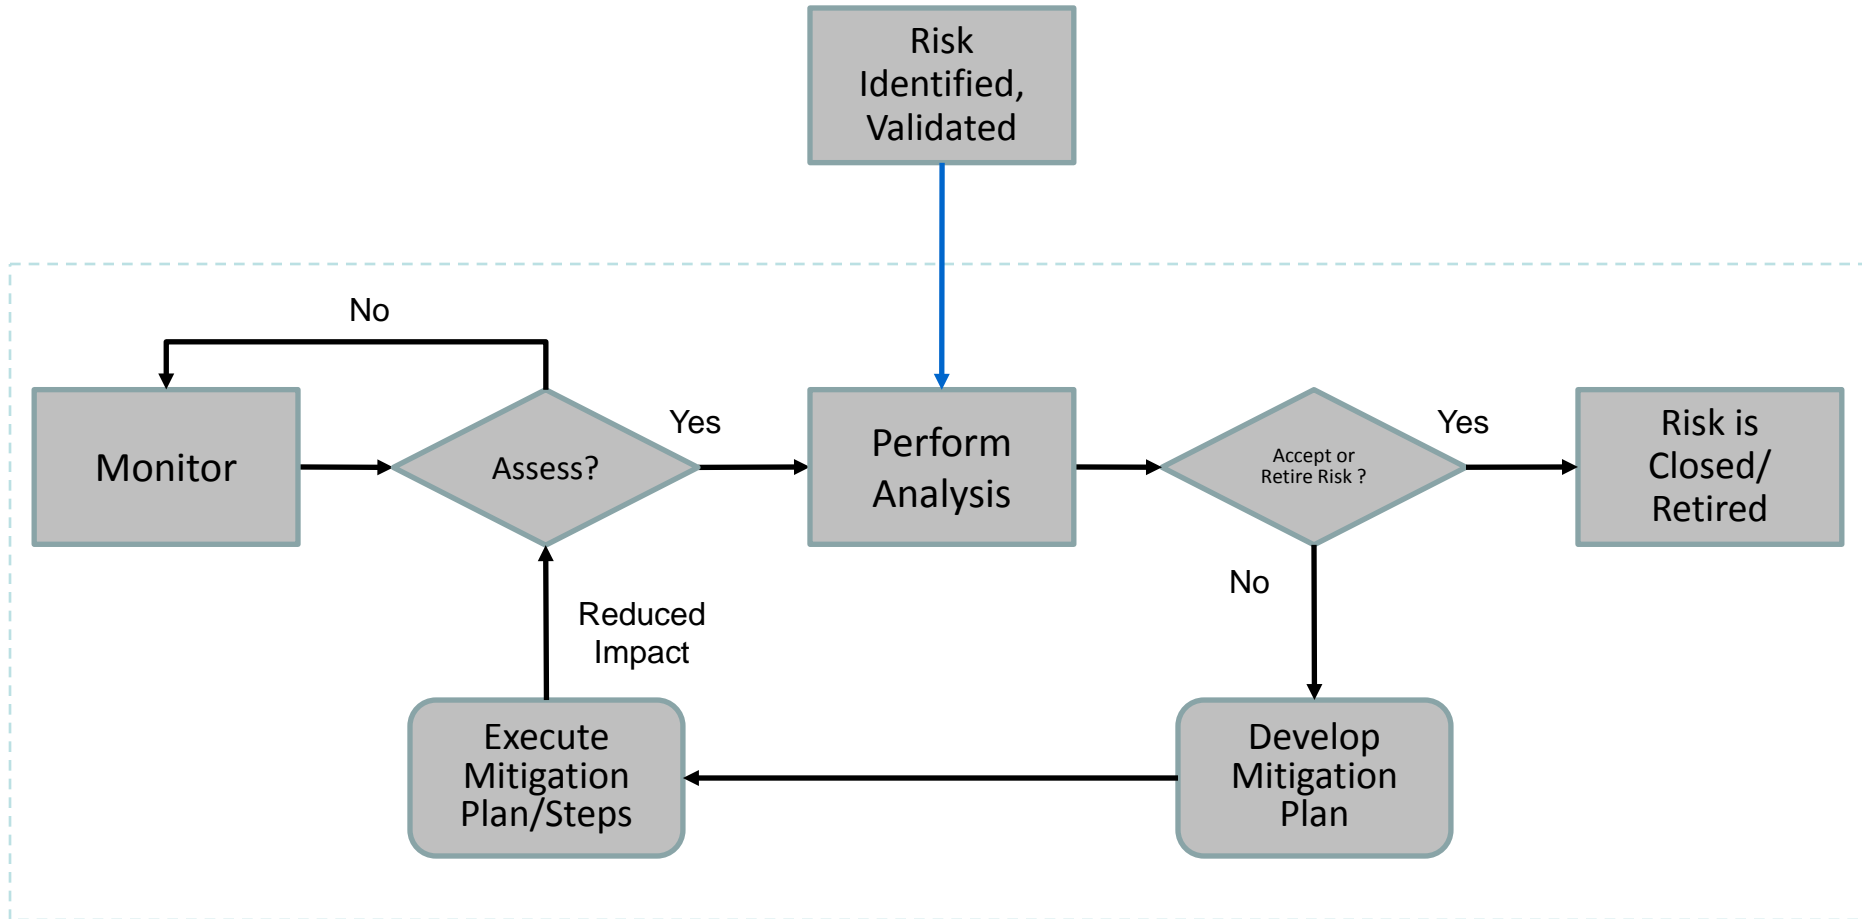 Risk
Identified,
Validated
No
Monitor
Assess?
Yes
Perform
Analysis
Accept or
Retire Risk ?
Yes
Risk is
Closed/
Retired
No
Reduced
Impact
Execute
Mitigation
Plan/Steps
Develop
Mitigation
Plan